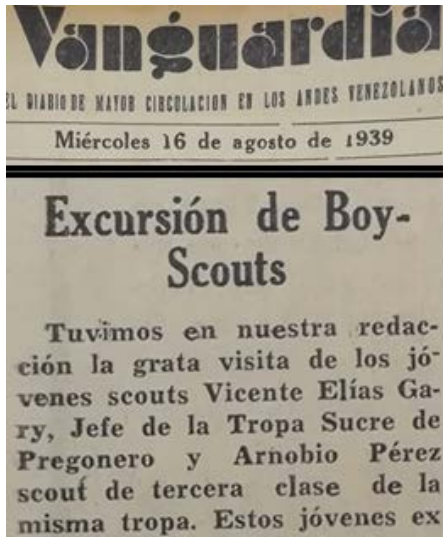 Vanguardia
EL DIARIO DE MAYOR CIRCULACION EN LOS ANDES VENEZOLANOS
Miércoles 16 de agosto de 1939
Excursión de Boy-
Scouts
Tuvimos en nuestra redac-
ción la grata visita de los jó-
venes scouts Vicente Elías Ga-
ry, Jefe de la Tropa Sucre de
Pregonero y Arnobio Pérez
scout de tercera clase de la
misma tropa. Estos jóvenes ex